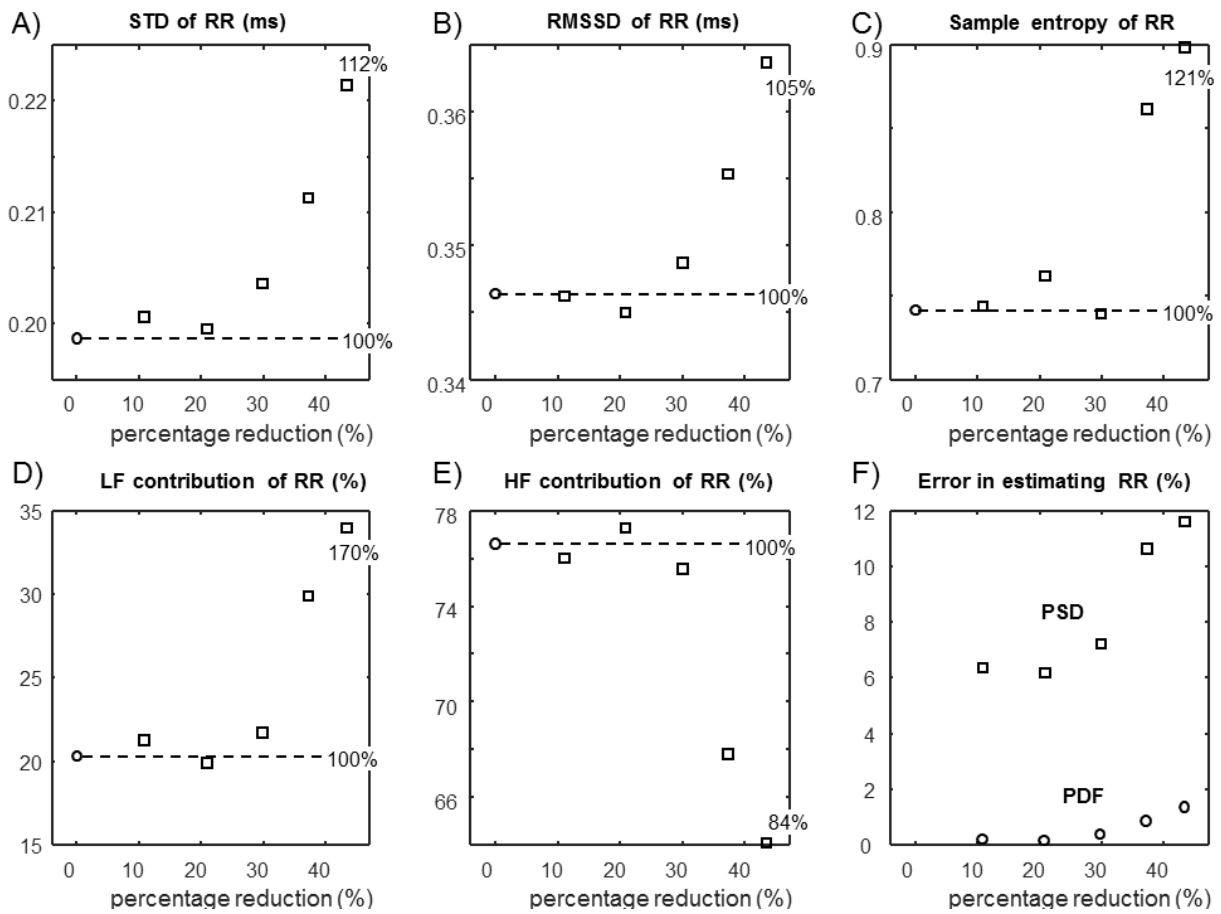 A) STD of RR (ms)
112%
0.22
0.21
0.20
100%
0 10 20 30 40
percentage reduction (%)
B) RMSSD of RR (ms)
105%
0.36
0.35
100%
0.34
0 10 20 30 40
percentage reduction (%)
C) Sample entropy of RR
0.9
121%
0.8
100%
0.7
0 10 20 30 40
percentage reduction (%)
D) LF contribution of RR (%)
35
170%
30
25
20
100%
15
0 10 20 30 40
percentage reduction (%)
E) HF contribution of RR (%)
78
100%
74
70
66
84%
0 10 20 30 40
percentage reduction (%)
F) Error in estimating RR (%)
12
10
8
PSD
6
4
2
PDF
0
0 10 20 30 40
percentage reduction (%)